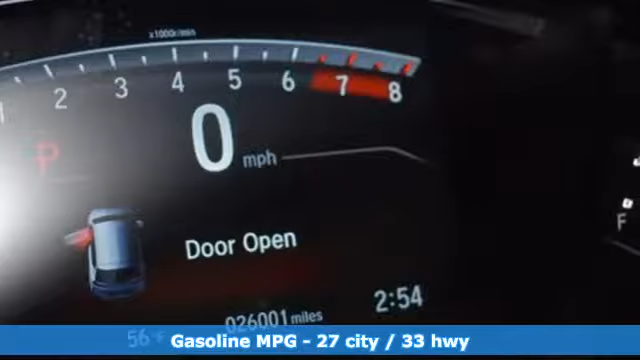 x1000r/min
1 2 3 4 5 6 7 8
P
0 mph
F
Door Open
2:54
026001 miles
56°F
Gasoline MPG - 27 city / 33 hwy